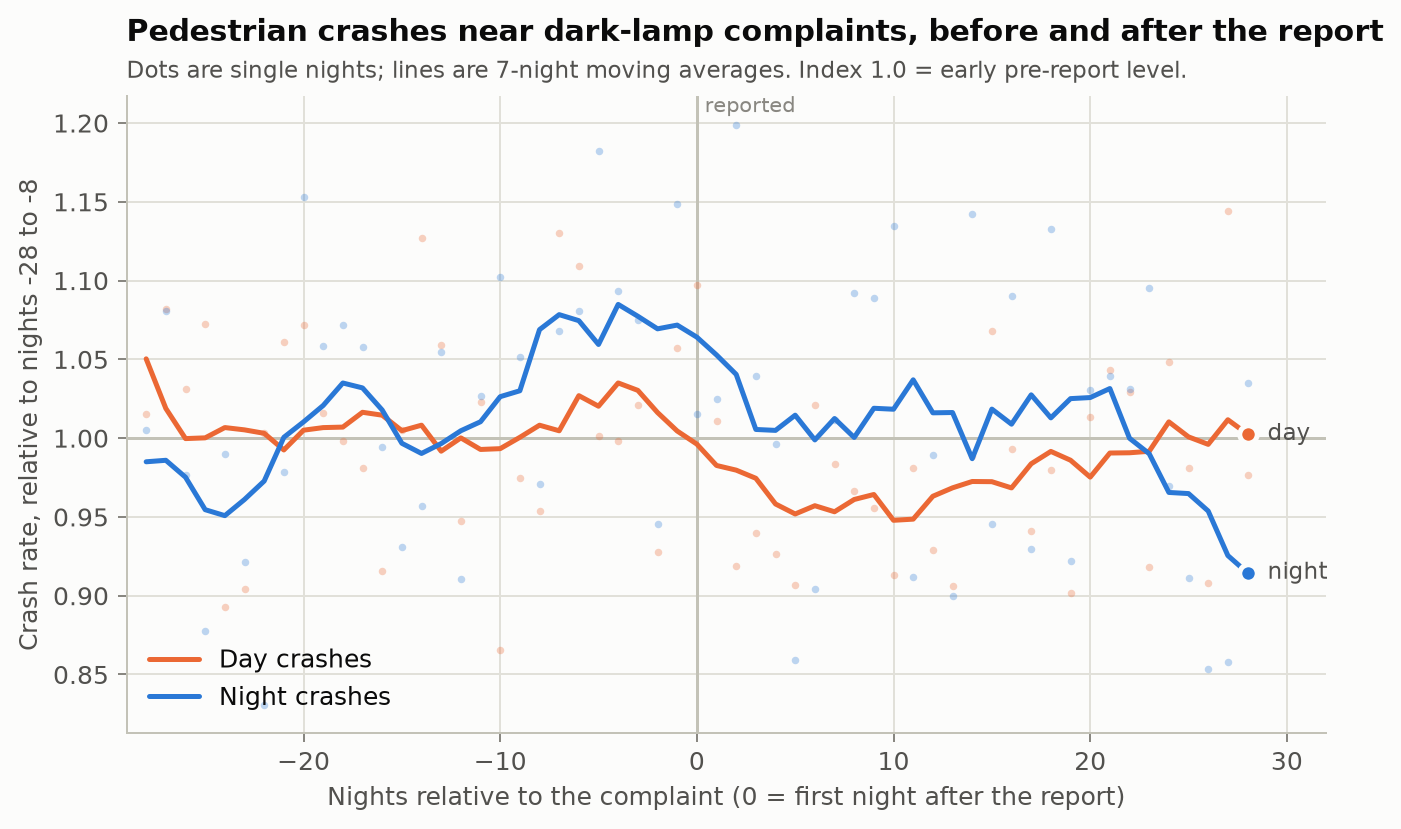 Pedestrian crashes near dark-lamp complaints, before and after the report
Dots are single nights; lines are 7-night moving averages. Index 1.0 = early pre-report level.
reported
Crash rate, relative to nights -28 to -8
1.20
1.15
1.10
1.05
1.00
0.95
0.90
0.85
day
night
Day crashes
Night crashes
−20 −10 0 10 20 30
Nights relative to the complaint (0 = first night after the report)